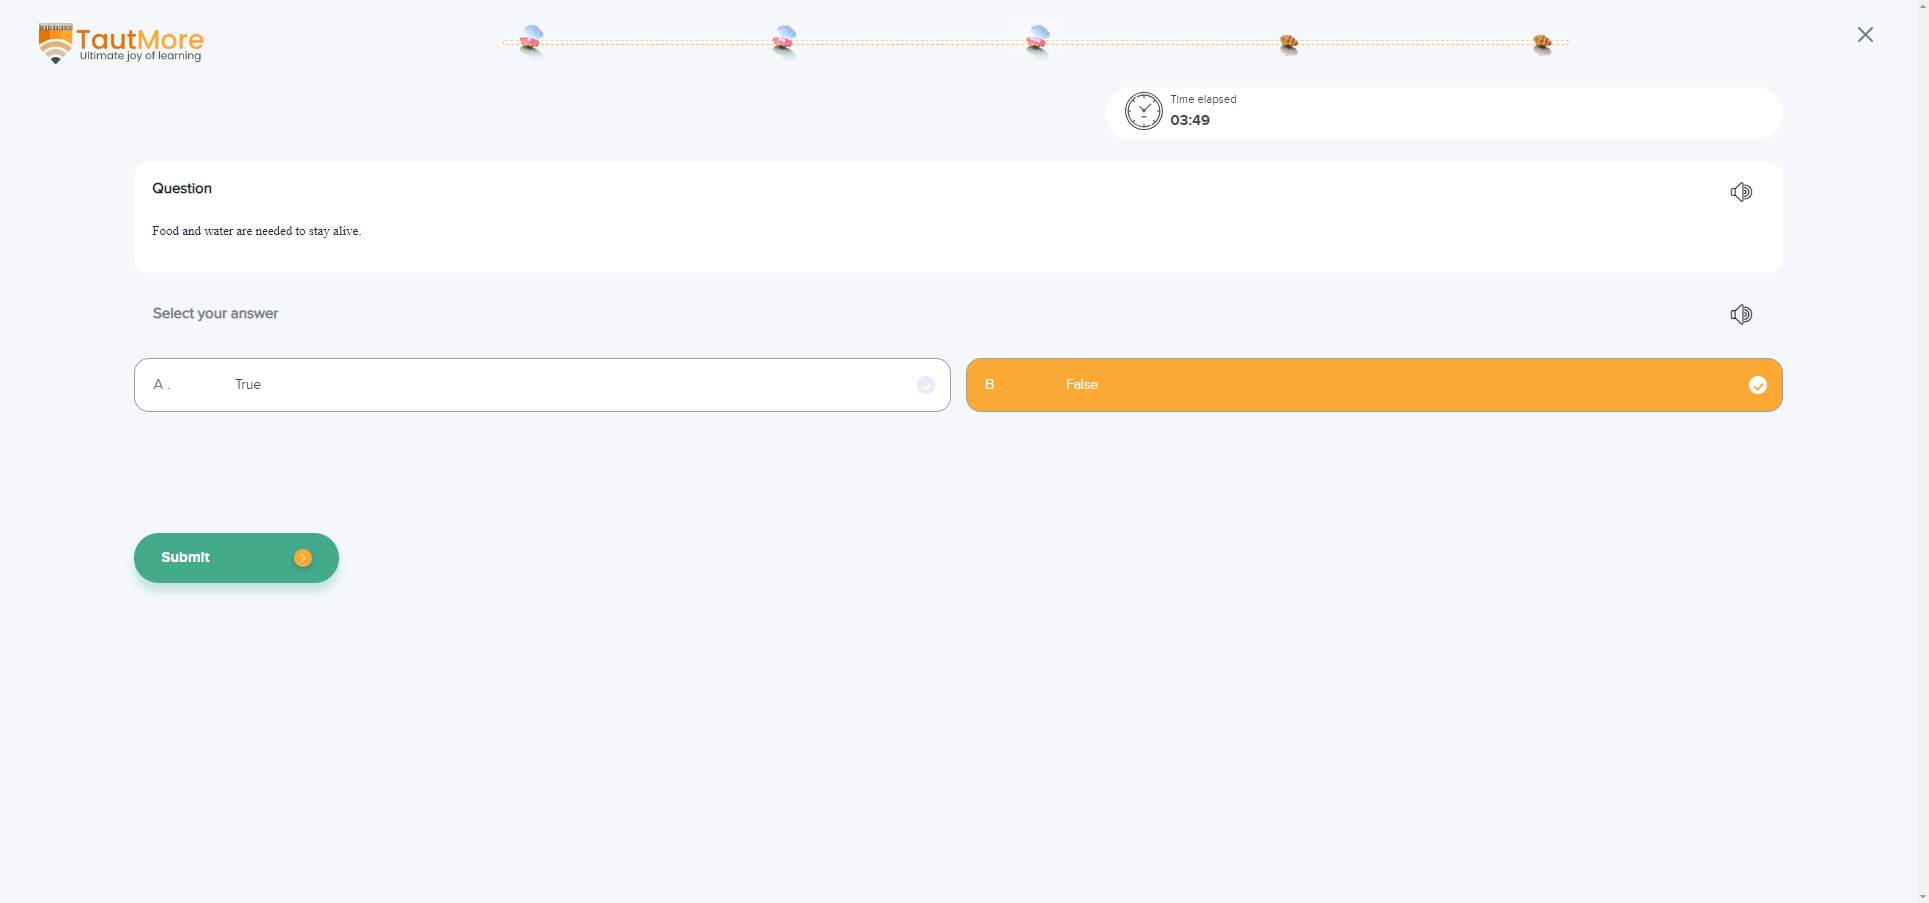 TautMore
Ultimate joy of learning
Time elapsed
03:49
Question
Food and water are needed to stay alive.
Select your answer
A . True
B . False
Submit